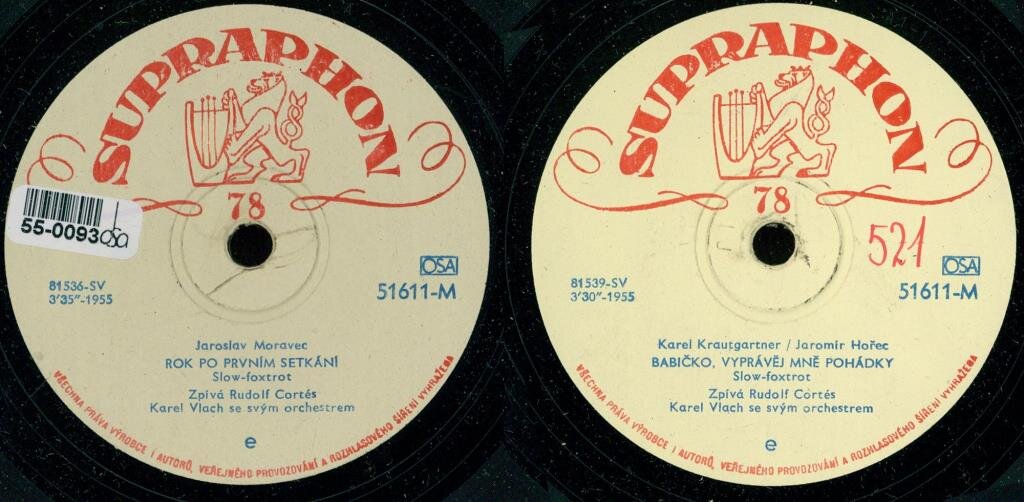 SUPRAPHON
78
55-0093 osa
OSA
81536-SV
3'35"-1955
51611-M
Jaroslav Moravec
ROK PO PRVNÍM SETKÁNÍ
Slow-foxtrot
Zpívá Rudolf Cortés
Karel Vlach se svým orchestrem
e
VŠECHNA PRÁVA VÝROBCE I AUTORŮ, VEŘEJNÉHO PROVOZOVÁNÍ A ROZHLASOVÉHO ŠÍŘENÍ VYHRAŽENA
SUPRAPHON
78
521
OSA
81539-SV
3'30"-1955
51611-M
Karel Krautgartner / Jaromír Hořec
BABIČKO, VYPRÁVĚJ MNĚ POHÁDKY
Slow-foxtrot
Zpívá Rudolf Cortés
Karel Vlach se svým orchestrem
e
VŠECHNA PRÁVA VÝROBCE I AUTORŮ, VEŘEJNÉHO PROVOZOVÁNÍ A ROZHLASOVÉHO ŠÍŘENÍ VYHRAŽENA